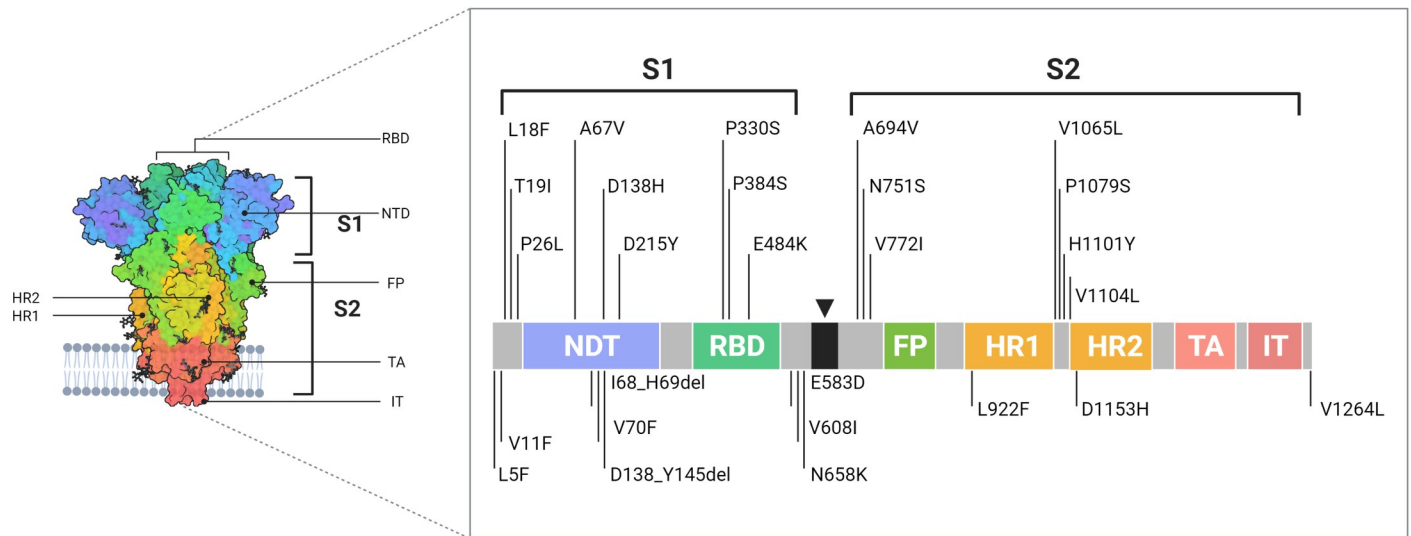 RBD
NTD
S1
FP
HR2
S2
HR1
TA
IT
S1
S2
L18F
A67V
P330S
A694V
V1065L
T19I
D138H
P384S
N751S
P1079S
P26L
D215Y
E484K
V772I
H1101Y
V1104L
NDT
RBD
FP
HR1
HR2
TA
IT
I68_H69del
E583D
L922F
D1153H
V1264L
V11F
V70F
V608I
L5F
D138_Y145del
N658K